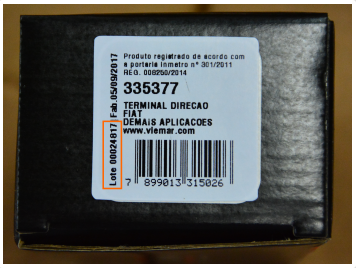 Produto registrado de acordo com
a portaria inmetro nº 301/2011
REG. 008250/2014
335377
TERMINAL DIRECAO
FIAT
DEMAIS APLICACOES
www.viemar.com
7 899013 315026
Lote 00024817 Fab.05/09/2017